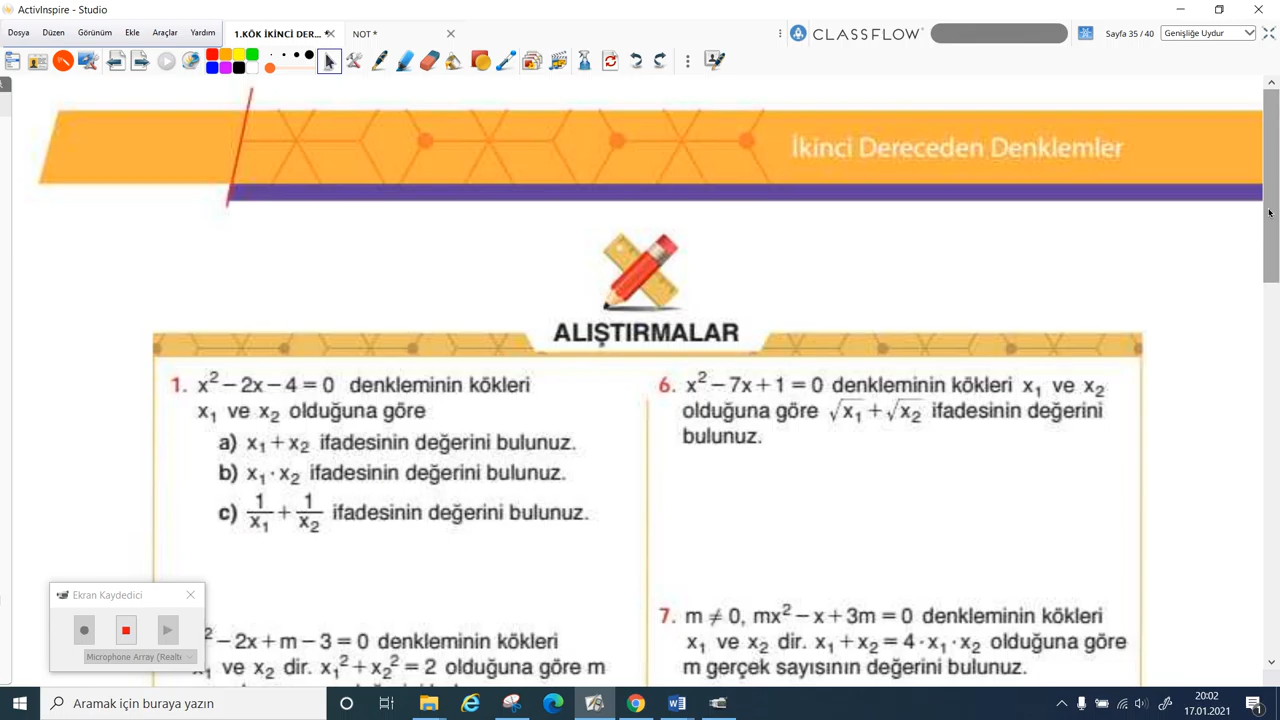 ActivInspire - Studio
Dosya Düzen Görünüm Ekle Araçlar Yardım
1.KÖK İKİNCİ DER... *
NOT *
CLASSFLOW
Sayfa 35 / 40
Genişliğe Uydur
İkinci Dereceden Denklemler
ALIŞTIRMALAR
1. x² − 2x − 4 = 0 denkleminin kökleri
x₁ ve x₂ olduğuna göre
a) x₁ + x₂ ifadesinin değerini bulunuz.
b) x₁ · x₂ ifadesinin değerini bulunuz.
c) 1/x₁ + 1/x₂ ifadesinin değerini bulunuz.
² − 2x + m − 3 = 0 denkleminin kökleri
x₁ ve x₂ dir. x₁² + x₂² = 2 olduğuna göre m
6. x² − 7x + 1 = 0 denkleminin kökleri x₁ ve x₂
olduğuna göre √x₁ + √x₂ ifadesinin değerini
bulunuz.
7. m ≠ 0, mx² − x + 3m = 0 denkleminin kökleri
x₁ ve x₂ dir. x₁ + x₂ = 4 · x₁ · x₂ olduğuna göre
m gerçek sayısının değerini bulunuz.
Ekran Kaydedici
Microphone Array (Realt
Aramak için buraya yazın
20:02
17.01.2021
1